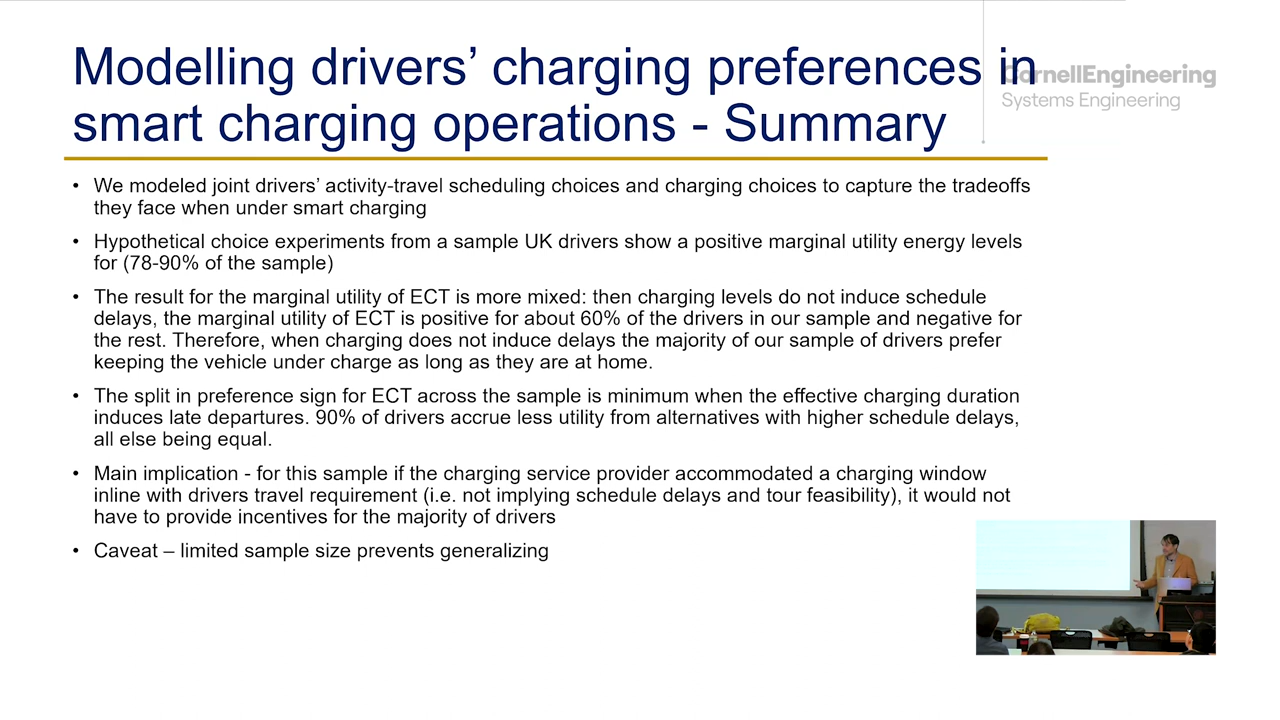 Modelling drivers’ charging preferences in
smart charging operations - Summary
CornellEngineering
Systems Engineering
• We modeled joint drivers’ activity-travel scheduling choices and charging choices to capture the tradeoffs
they face when under smart charging
• Hypothetical choice experiments from a sample UK drivers show a positive marginal utility energy levels
for (78-90% of the sample)
• The result for the marginal utility of ECT is more mixed: then charging levels do not induce schedule
delays, the marginal utility of ECT is positive for about 60% of the drivers in our sample and negative for
the rest. Therefore, when charging does not induce delays the majority of our sample of drivers prefer
keeping the vehicle under charge as long as they are at home.
• The split in preference sign for ECT across the sample is minimum when the effective charging duration
induces late departures. 90% of drivers accrue less utility from alternatives with higher schedule delays,
all else being equal.
• Main implication - for this sample if the charging service provider accommodated a charging window
inline with drivers travel requirement (i.e. not implying schedule delays and tour feasibility), it would not
have to provide incentives for the majority of drivers
• Caveat – limited sample size prevents generalizing